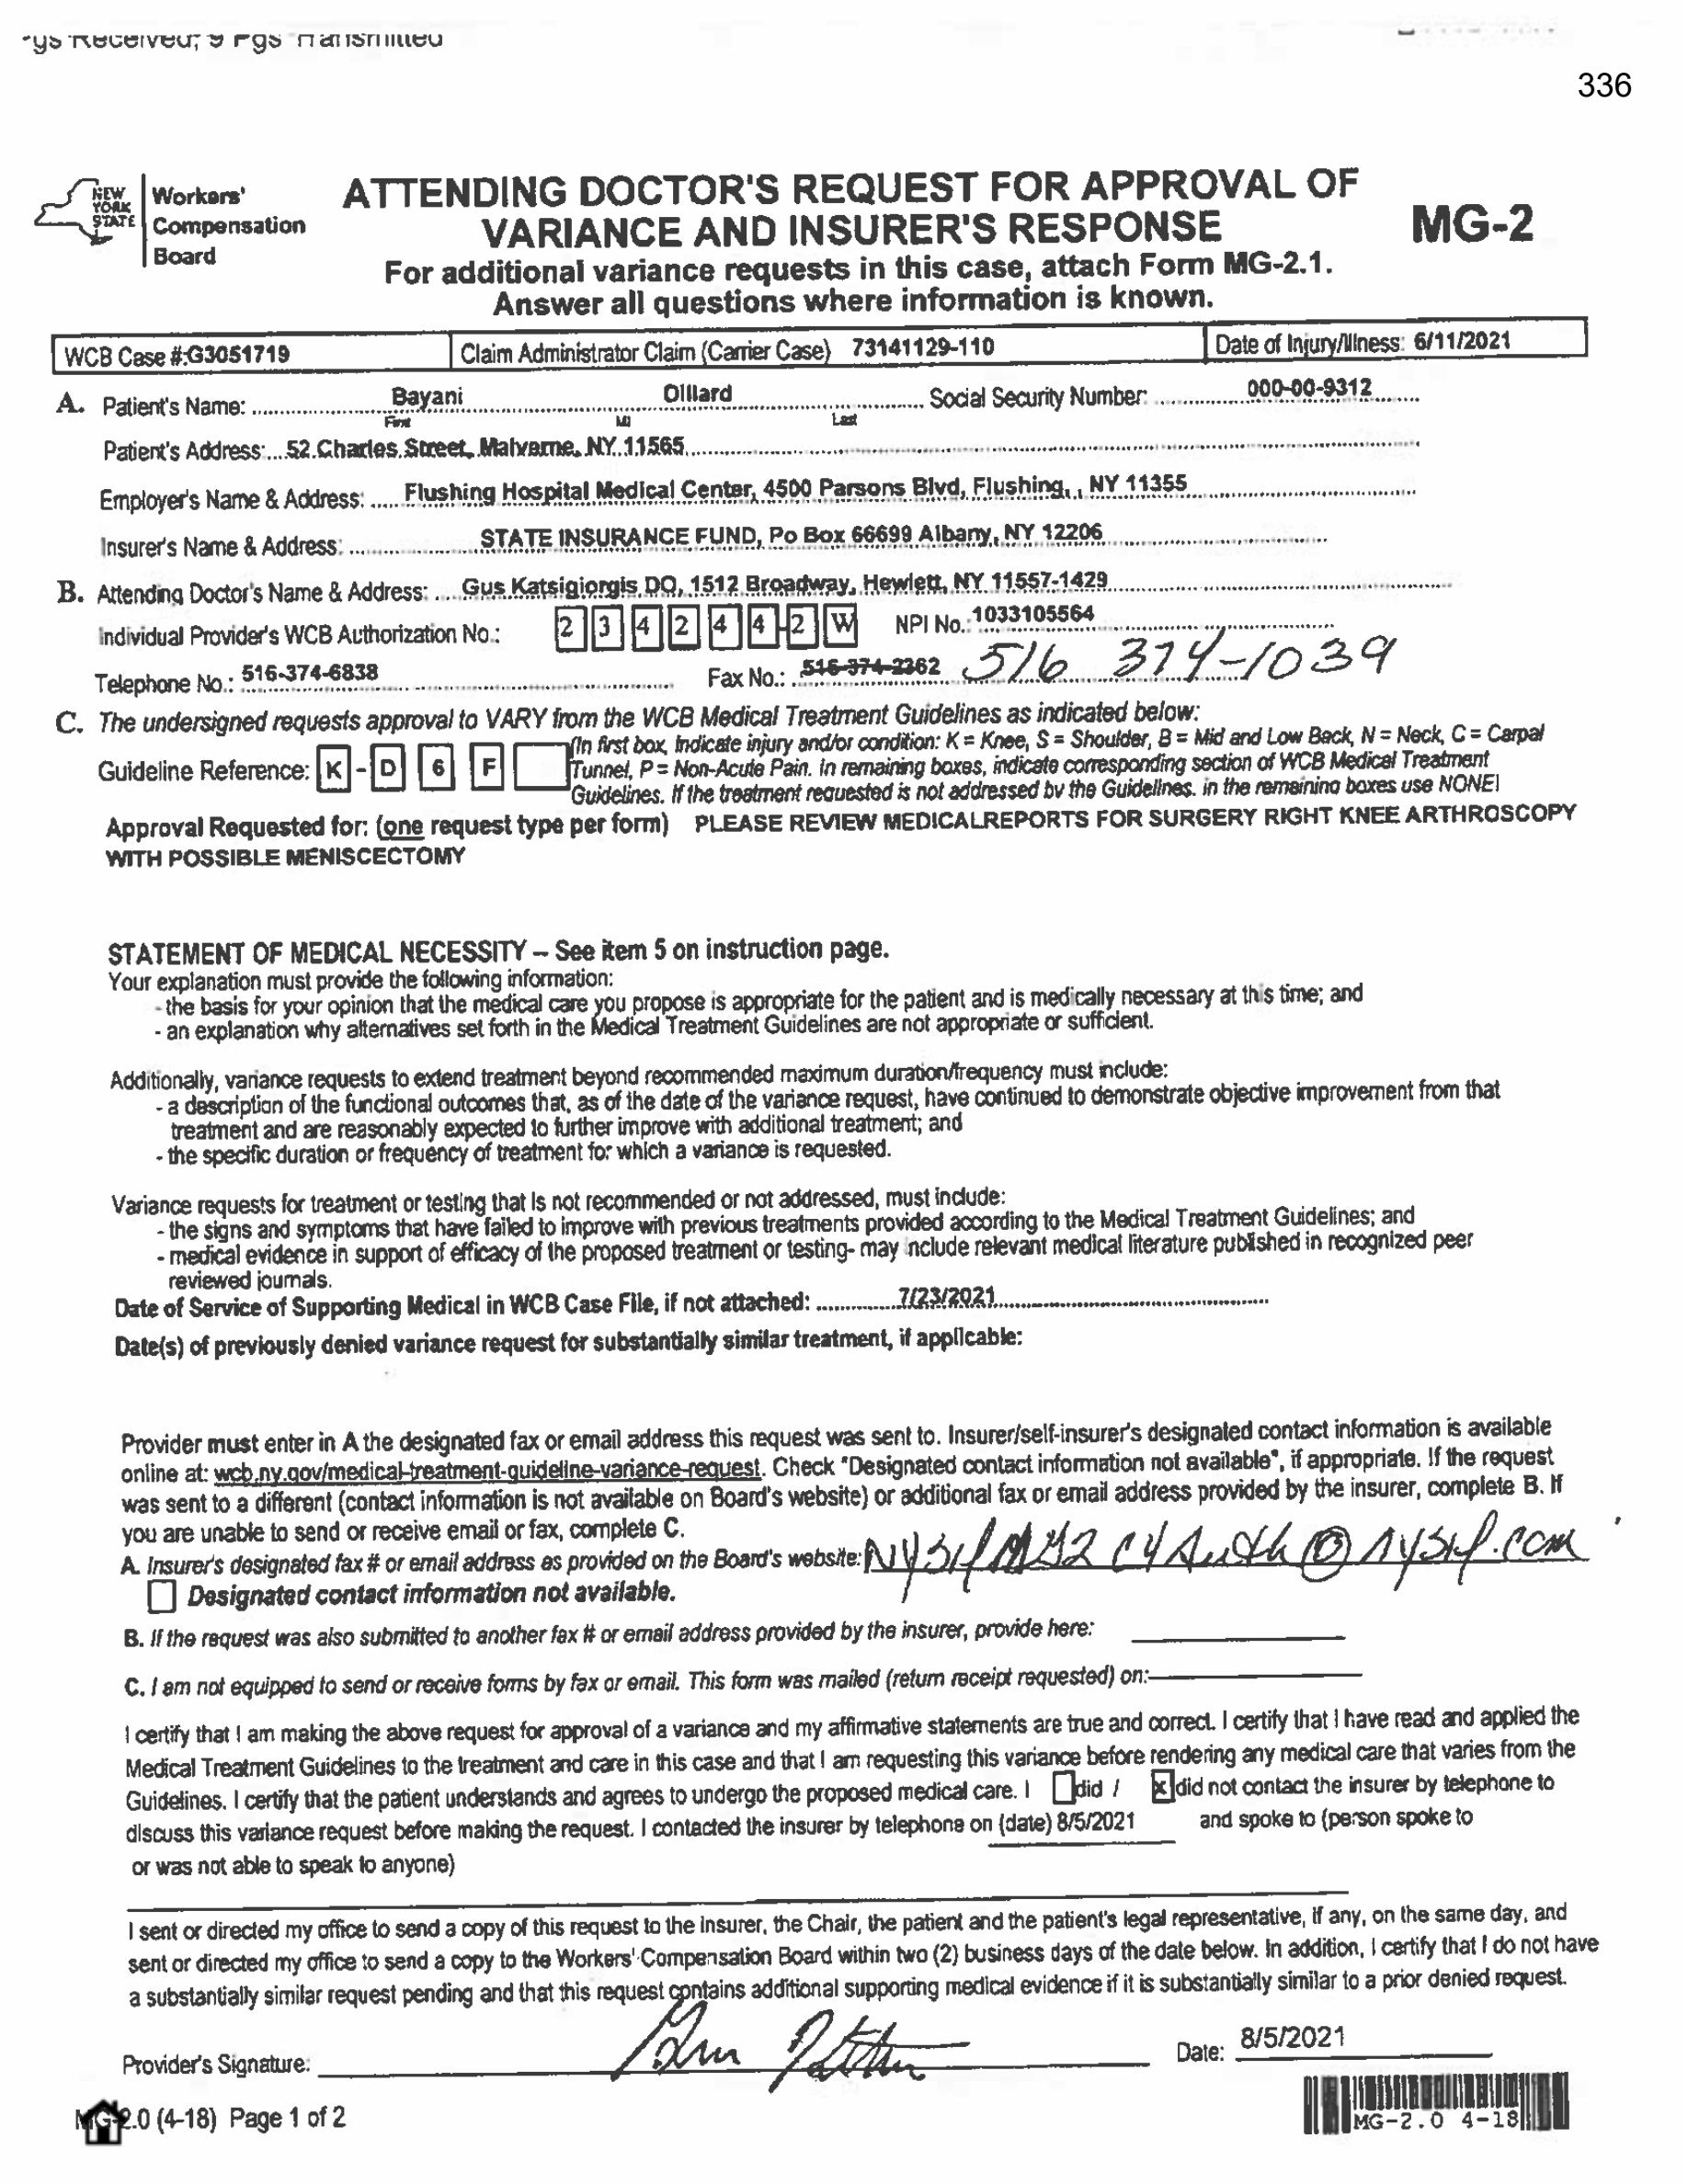 Pgs Transmitted
336
NEW YORK STATE
Workers' Compensation Board
ATTENDING DOCTOR'S REQUEST FOR APPROVAL OF
VARIANCE AND INSURER'S RESPONSE
MG-2
For additional variance requests in this case, attach Form MG-2.1.
Answer all questions where information is known.
WCB Case #:G3051719 Claim Administrator Claim (Carrier Case) 73141129-110 Date of Injury/Illness: 6/11/2021
A. Patient's Name: Bayani Olllard Social Security Number: 000-00-9312
First MI Last
Patient's Address: 52 Charles Street, Malverne, NY 11565
Employer's Name & Address: Flushing Hospital Medical Center, 4500 Parsons Blvd, Flushing, , NY 11355
Insurer's Name & Address: STATE INSURANCE FUND, Po Box 66699 Albany, NY 12206
B. Attending Doctor's Name & Address: Gus Katsigiorgis DO, 1512 Broadway, Hewlett, NY 11557-1429
Individual Provider's WCB Authorization No.: 2 3 4 2 4 4-2 W NPI No.: 1033105564
Telephone No.: 516-374-6838 Fax No.: 516-374-2362 516 374-1039
C. The undersigned requests approval to VARY from the WCB Medical Treatment Guidelines as indicated below:
Guideline Reference: K - D 6 F (In first box, indicate injury and/or condition: K = Knee, S = Shoulder, B = Mid and Low Back, N = Neck, C = Carpal
Tunnel, P = Non-Acute Pain. In remaining boxes, indicate corresponding section of WCB Medical Treatment
Guidelines. If the treatment requested is not addressed by the Guidelines, in the remaining boxes use NONE)
Approval Requested for: (one request type per form) PLEASE REVIEW MEDICALREPORTS FOR SURGERY RIGHT KNEE ARTHROSCOPY
WITH POSSIBLE MENISCECTOMY
STATEMENT OF MEDICAL NECESSITY – See item 5 on instruction page.
Your explanation must provide the following information:
- the basis for your opinion that the medical care you propose is appropriate for the patient and is medically necessary at this time; and
- an explanation why alternatives set forth in the Medical Treatment Guidelines are not appropriate or sufficient.
Additionally, variance requests to extend treatment beyond recommended maximum duration/frequency must include:
- a description of the functional outcomes that, as of the date of the variance request, have continued to demonstrate objective improvement from that
treatment and are reasonably expected to further improve with additional treatment; and
- the specific duration or frequency of treatment for which a variance is requested.
Variance requests for treatment or testing that is not recommended or not addressed, must include:
- the signs and symptoms that have failed to improve with previous treatments provided according to the Medical Treatment Guidelines; and
- medical evidence in support of efficacy of the proposed treatment or testing- may include relevant medical literature published in recognized peer
reviewed journals.
Date of Service of Supporting Medical in WCB Case File, if not attached: 7/23/2021
Date(s) of previously denied variance request for substantially similar treatment, if applicable:
Provider must enter in A the designated fax or email address this request was sent to. Insurer/self-insurer's designated contact information is available
online at: wcb.ny.gov/medical-treatment-guideline-variance-request. Check "Designated contact information not available", if appropriate. If the request
was sent to a different (contact information is not available on Board's website) or additional fax or email address provided by the insurer, complete B. If
you are unable to send or receive email or fax, complete C.
A. Insurer's designated fax # or email address as provided on the Board's website:
Designated contact information not available.
B. If the request was also submitted to another fax # or email address provided by the insurer, provide here:
C. I am not equipped to send or receive forms by fax or email. This form was mailed (return receipt requested) on:
I certify that I am making the above request for approval of a variance and my affirmative statements are true and correct. I certify that I have read and applied the
Medical Treatment Guidelines to the treatment and care in this case and that I am requesting this variance before rendering any medical care that varies from the
Guidelines. I certify that the patient understands and agrees to undergo the proposed medical care. I did / x did not contact the insurer by telephone to
discuss this variance request before making the request. I contacted the insurer by telephone on (date) 8/5/2021 and spoke to (person spoke to
or was not able to speak to anyone)
I sent or directed my office to send a copy of this request to the insurer, the Chair, the patient and the patient's legal representative, if any, on the same day, and
sent or directed my office to send a copy to the Workers' Compensation Board within two (2) business days of the date below. In addition, I certify that I do not have
a substantially similar request pending and that this request contains additional supporting medical evidence if it is substantially similar to a prior denied request.
Provider's Signature: Date: 8/5/2021
MG-2.0 (4-18) Page 1 of 2
MG-2.0 4-18